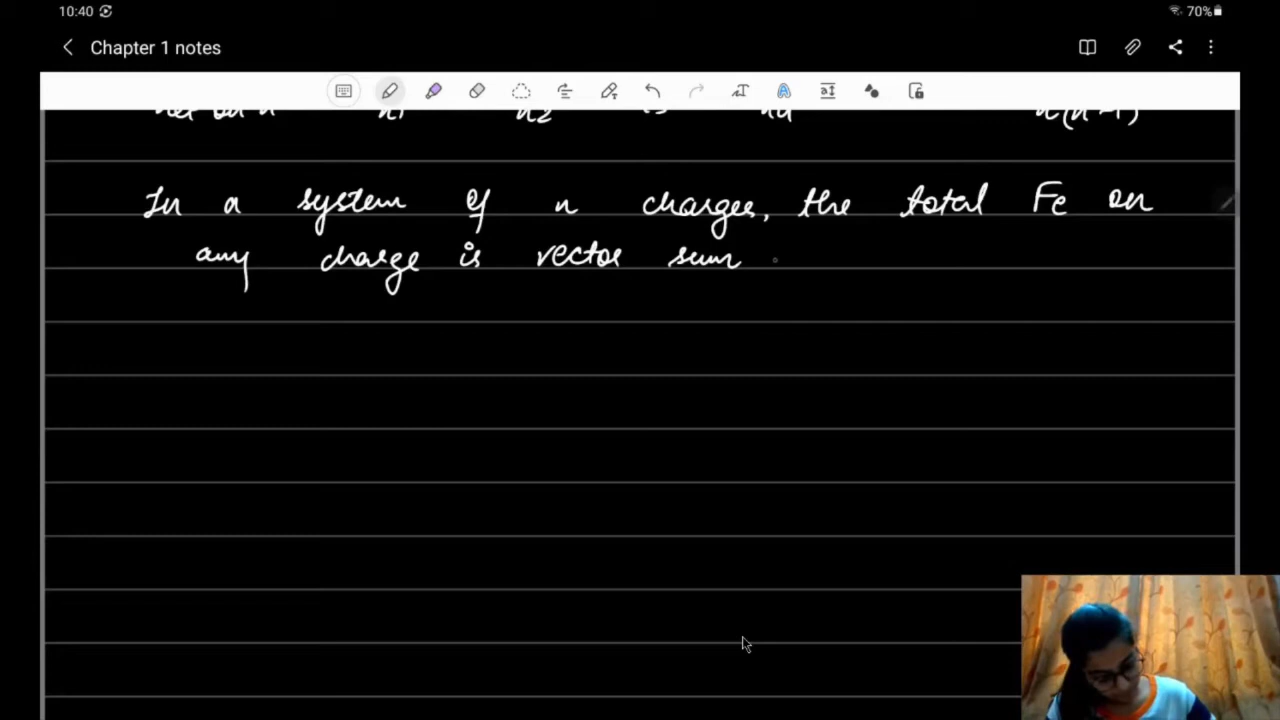 10:40
70%
Chapter 1 notes
In a system of n charges, the total Fe on
any charge is vector sum